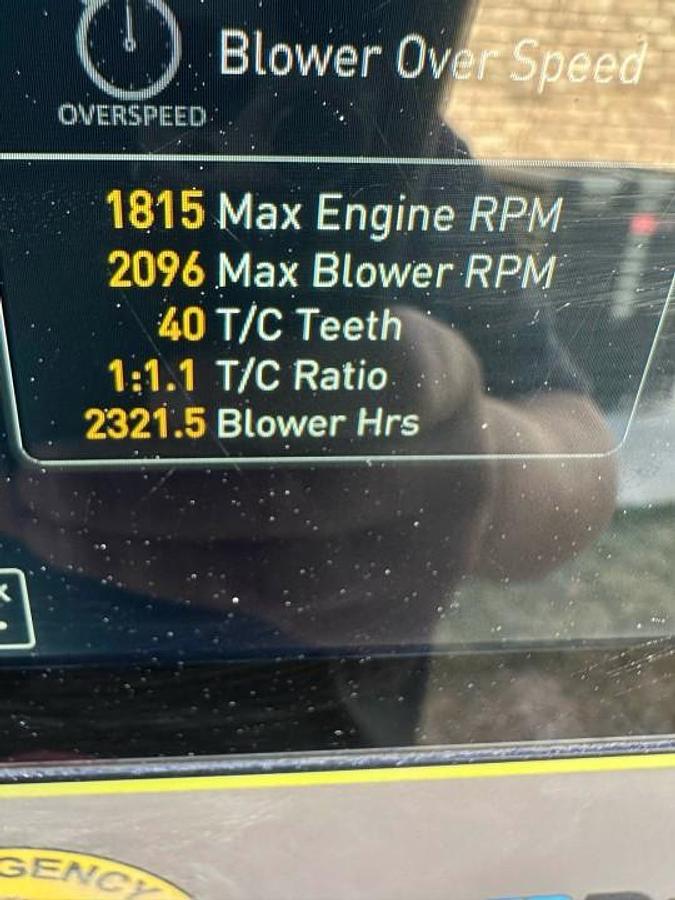 Blower Over Speed
OVERSPEED
1815 Max Engine RPM
2096 Max Blower RPM
40 T/C Teeth
1:1.1 T/C Ratio
2321.5 Blower Hrs
GENCY